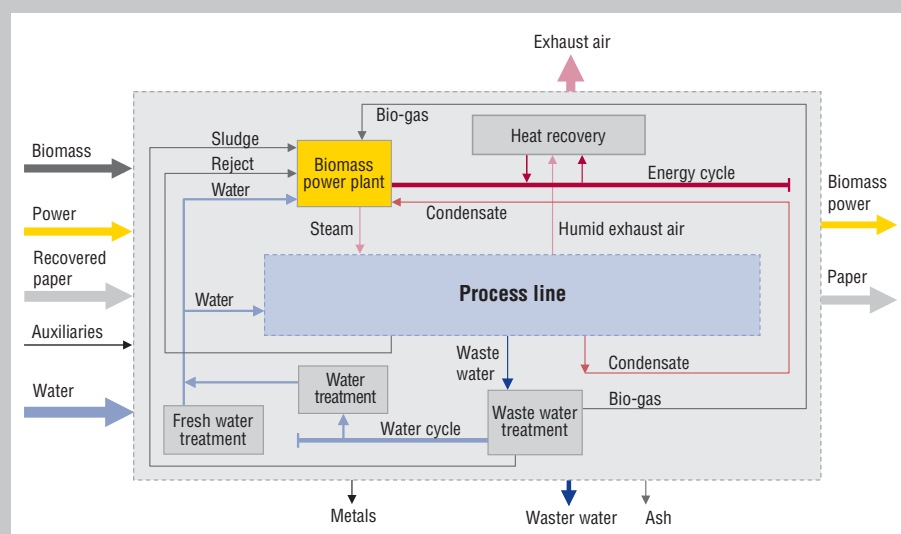 Exhaust air
Bio-gas
Sludge
Heat recovery
Biomass
Reject
Biomass
power plant
Energy cycle
Water
Biomass
power
Power
Condensate
Steam
Humid exhaust air
Recovered
paper
Paper
Process line
Water
Auxiliaries
Waste
water
Condensate
Water
Water
treatment
Bio-gas
Fresh water
treatment
Water cycle
Waste water
treatment
Metals
Waster water
Ash